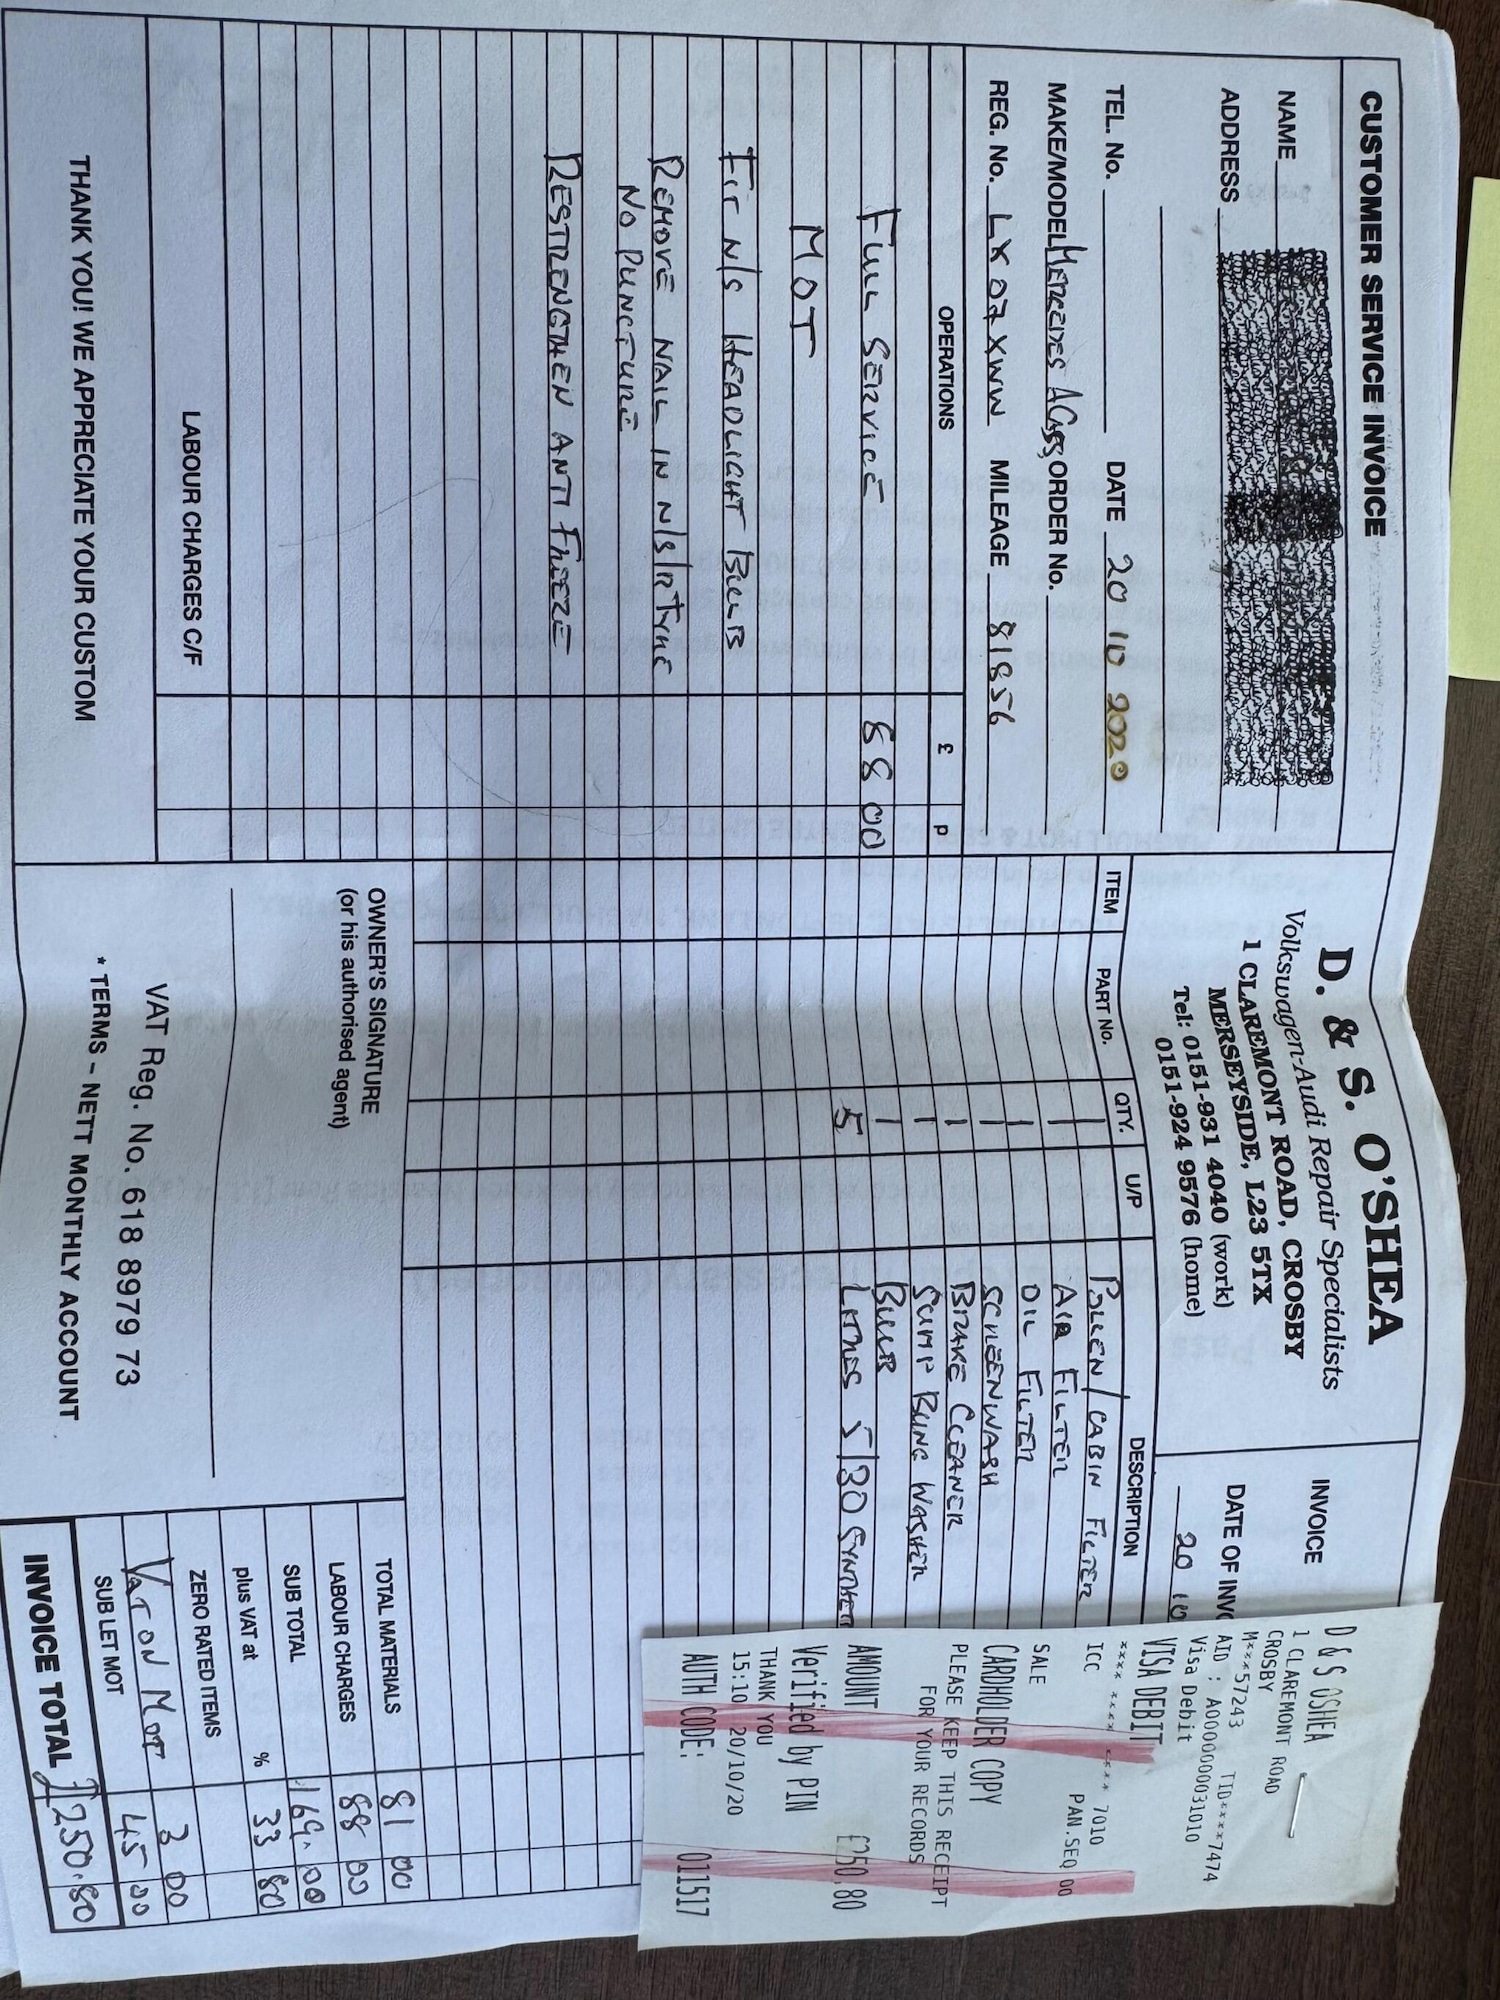 CUSTOMER SERVICE INVOICE
NAME
ADDRESS
TEL. No. DATE 20 10 2020
MAKE/MODEL MERCEDES A CLASS ORDER No.
REG. No. LX07XWW MILEAGE 81856
OPERATIONS £ p
FULL SERVICE 88 00
MOT
FIT N/S HEADLIGHT BULB
REMOVE NAIL IN N/S/R TYRE
NO PUNCTURE
RESTRENGTHEN ANTI FREEZE
LABOUR CHARGES C/F
THANK YOU! WE APPRECIATE YOUR CUSTOM
D. & S. O'SHEA
Volkswagen-Audi Repair Specialists
1 CLAREMONT ROAD, CROSBY
MERSEYSIDE, L23 5TX
Tel: 0151-931 4040 (work)
0151-924 9576 (home)
INVOICE
DATE OF INVO
20 10
ITEM PART No. QTY. U/P DESCRIPTION
1 POLLEN/CABIN FILTER
1 AIR FILTER
1 OIL FILTER
1 SCREENWASH
1 BRAKE CLEANER
1 SUMP BUNG WASHER
1 BULB
5 LITRES 5/30 SYNTHET
OWNER'S SIGNATURE
(or his authorised agent)
VAT Reg. No. 618 8979 73
* TERMS – NETT MONTHLY ACCOUNT
TOTAL MATERIALS 81 00
LABOUR CHARGES 88 00
SUB TOTAL 169.00
plus VAT at % 33 80
ZERO RATED ITEMS
VAT ON MOT 3 00
SUB LET MOT 45 00
INVOICE TOTAL £250.80
D & S OSHEA
1 CLAREMONT ROAD
CROSBY
M***57243 TID****7474
AID : A0000000031010
Visa Debit
VISA DEBIT
**** **** **** 7010
ICC PAN.SEQ 00
SALE
CARDHOLDER COPY
PLEASE KEEP THIS RECEIPT
FOR YOUR RECORDS
AMOUNT £250.80
Verified by PIN
THANK YOU
15:10 20/10/20
AUTH CODE: 011517